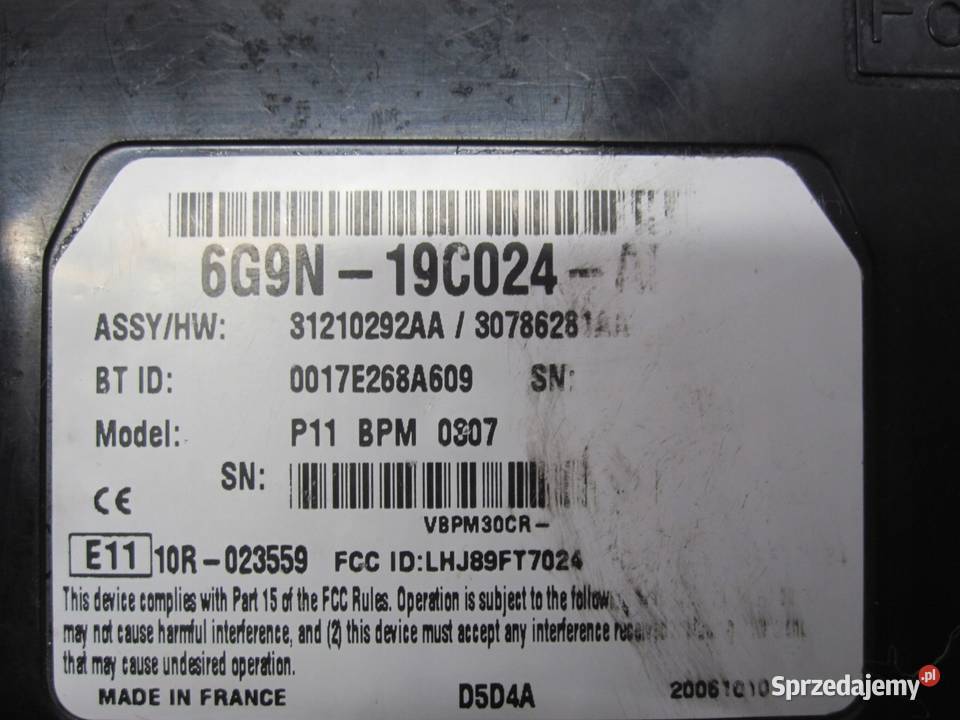 6G9N-19C024-
ASSY/HW: 31210292AA / 30786281AA
BT ID: 0017E268A609 SN:
Model: P11 BPM 0807
SN:
VBPM30CR-
CE
E11 10R-023559 FCC ID:LHJ89FT7024
This device complies with Part 15 of the FCC Rules. Operation is subject to the
may not cause harmful interference, and (2) this device must accept any interference
that may cause undesired operation.
MADE IN FRANCE D5D4A
Sprzedajemy.pl